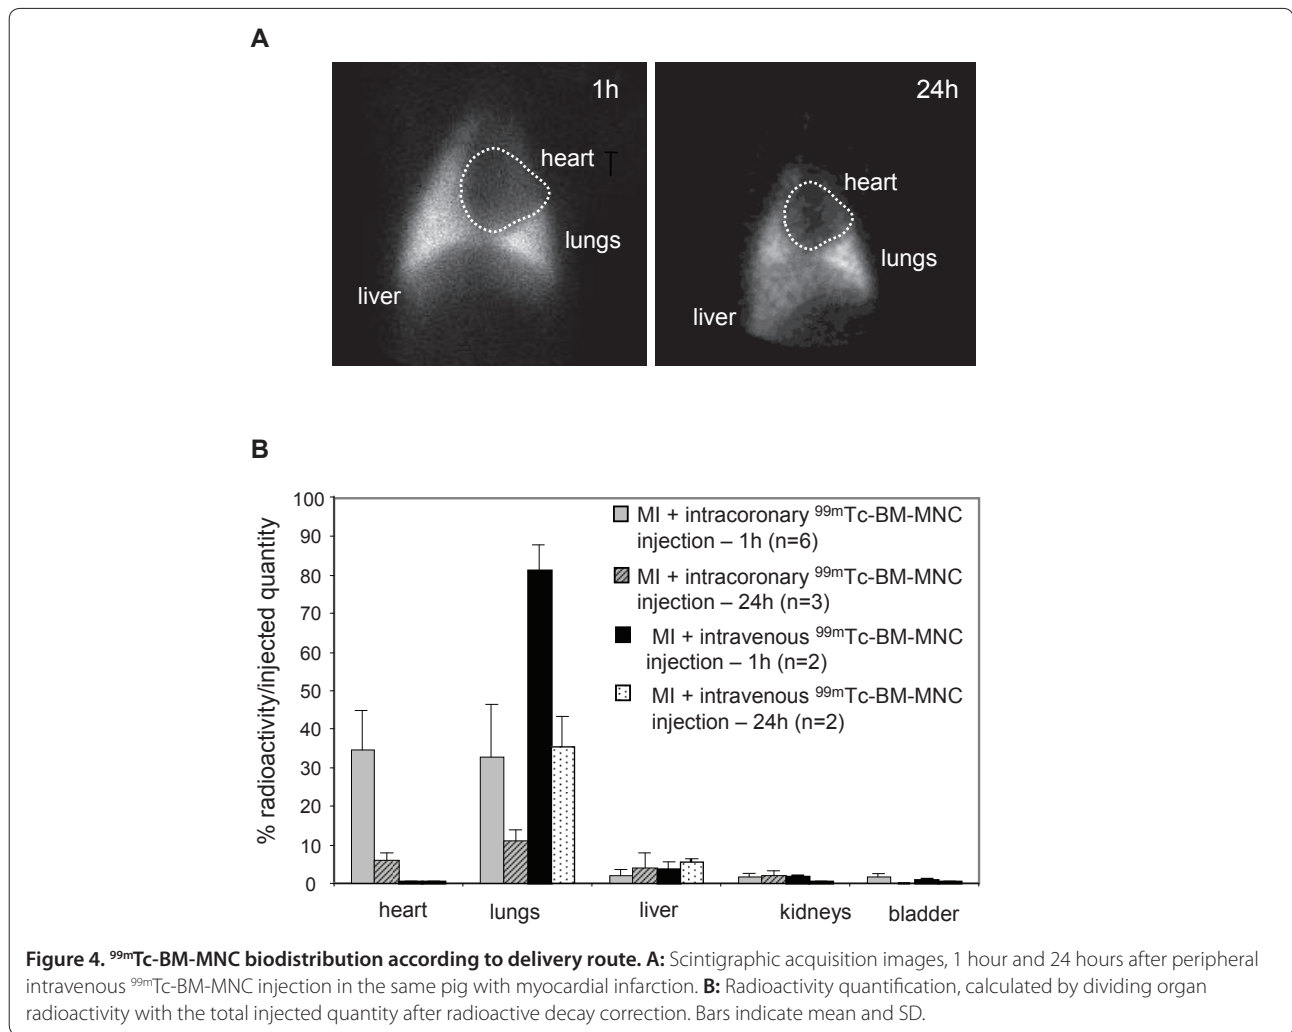 A
1h
heart T
lungs
liver
24h
heart
lungs
liver
B
% radioactivity/injected quantity
100
90
80
70
60
50
40
30
20
10
0
MI + intracoronary ⁹⁹ᵐTc-BM-MNC
injection – 1h (n=6)
MI + intracoronary ⁹⁹ᵐTc-BM-MNC
injection – 24h (n=3)
MI + intravenous ⁹⁹ᵐTc-BM-MNC
injection – 1h (n=2)
MI + intravenous ⁹⁹ᵐTc-BM-MNC
injection – 24h (n=2)
heart lungs liver kidneys bladder
Figure 4. ⁹⁹ᵐTc-BM-MNC biodistribution according to delivery route. A: Scintigraphic acquisition images, 1 hour and 24 hours after peripheral
intravenous ⁹⁹ᵐTc-BM-MNC injection in the same pig with myocardial infarction. B: Radioactivity quantification, calculated by dividing organ
radioactivity with the total injected quantity after radioactive decay correction. Bars indicate mean and SD.